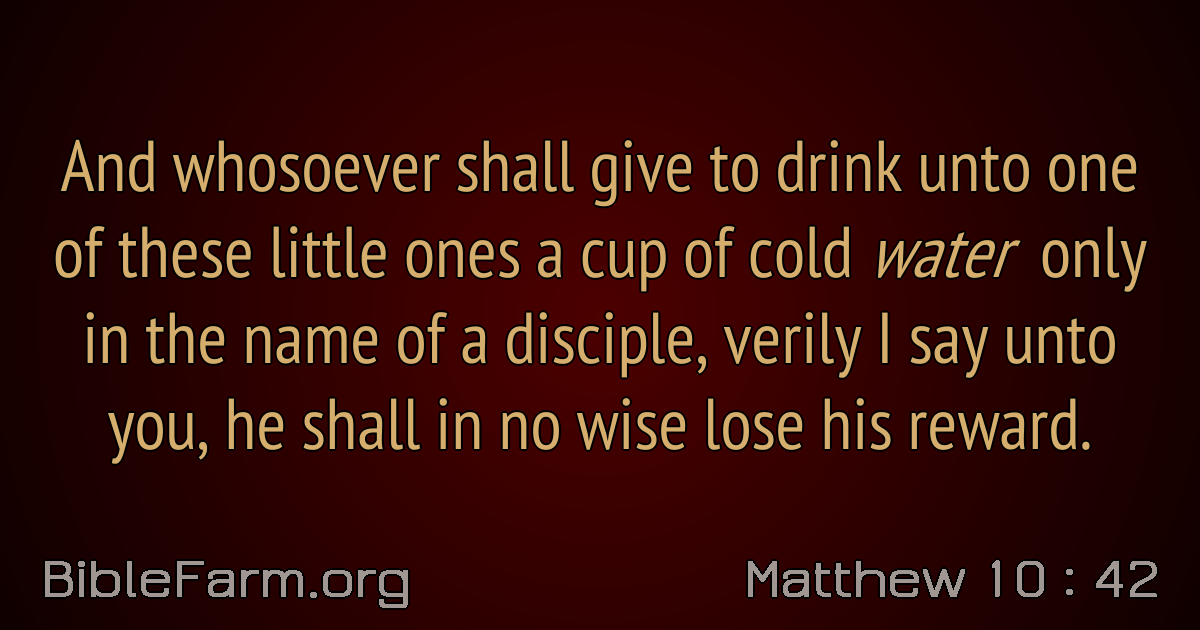 And whosoever shall give to drink unto one
of these little ones a cup of cold water only
in the name of a disciple, verily I say unto
you, he shall in no wise lose his reward.
BibleFarm.org
Matthew 10 : 42